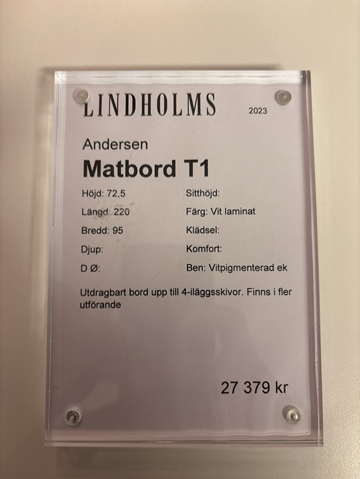 LINDHOLMS 2023
Andersen
Matbord T1
Höjd: 72,5 Sitthöjd:
Längd: 220 Färg: Vit laminat
Bredd: 95 Klädsel:
Djup: Komfort:
D Ø: Ben: Vitpigmenterad ek
Utdragbart bord upp till 4-iläggsskivor. Finns i fler
utförande
27 379 kr